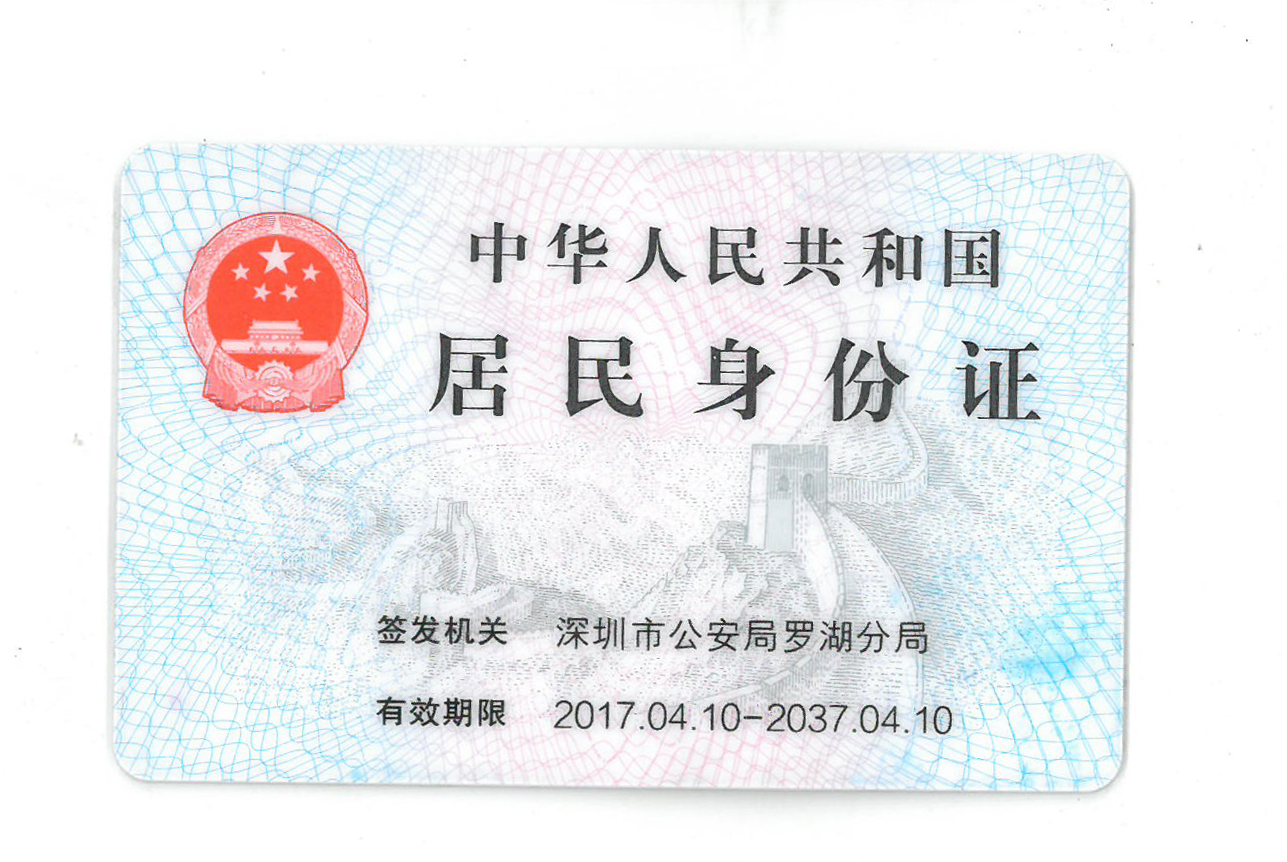 中华人民共和国
居民身份证
签发机关 深圳市公安局罗湖分局
有效期限 2017.04.10-2037.04.10